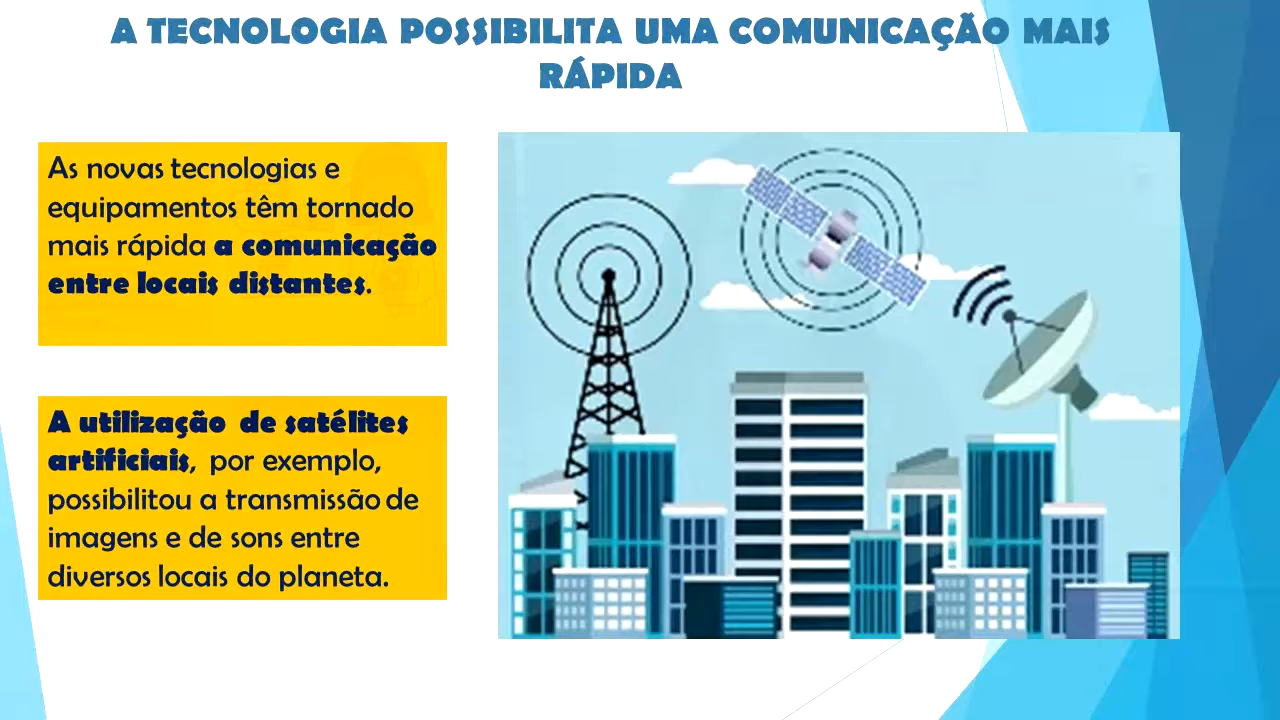 A TECNOLOGIA POSSIBILITA UMA COMUNICAÇÃO MAIS
RÁPIDA
As novas tecnologias e
equipamentos têm tornado
mais rápida a comunicação
entre locais distantes.
A utilização de satélites
artificiais, por exemplo,
possibilitou a transmissão de
imagens e de sons entre
diversos locais do planeta.